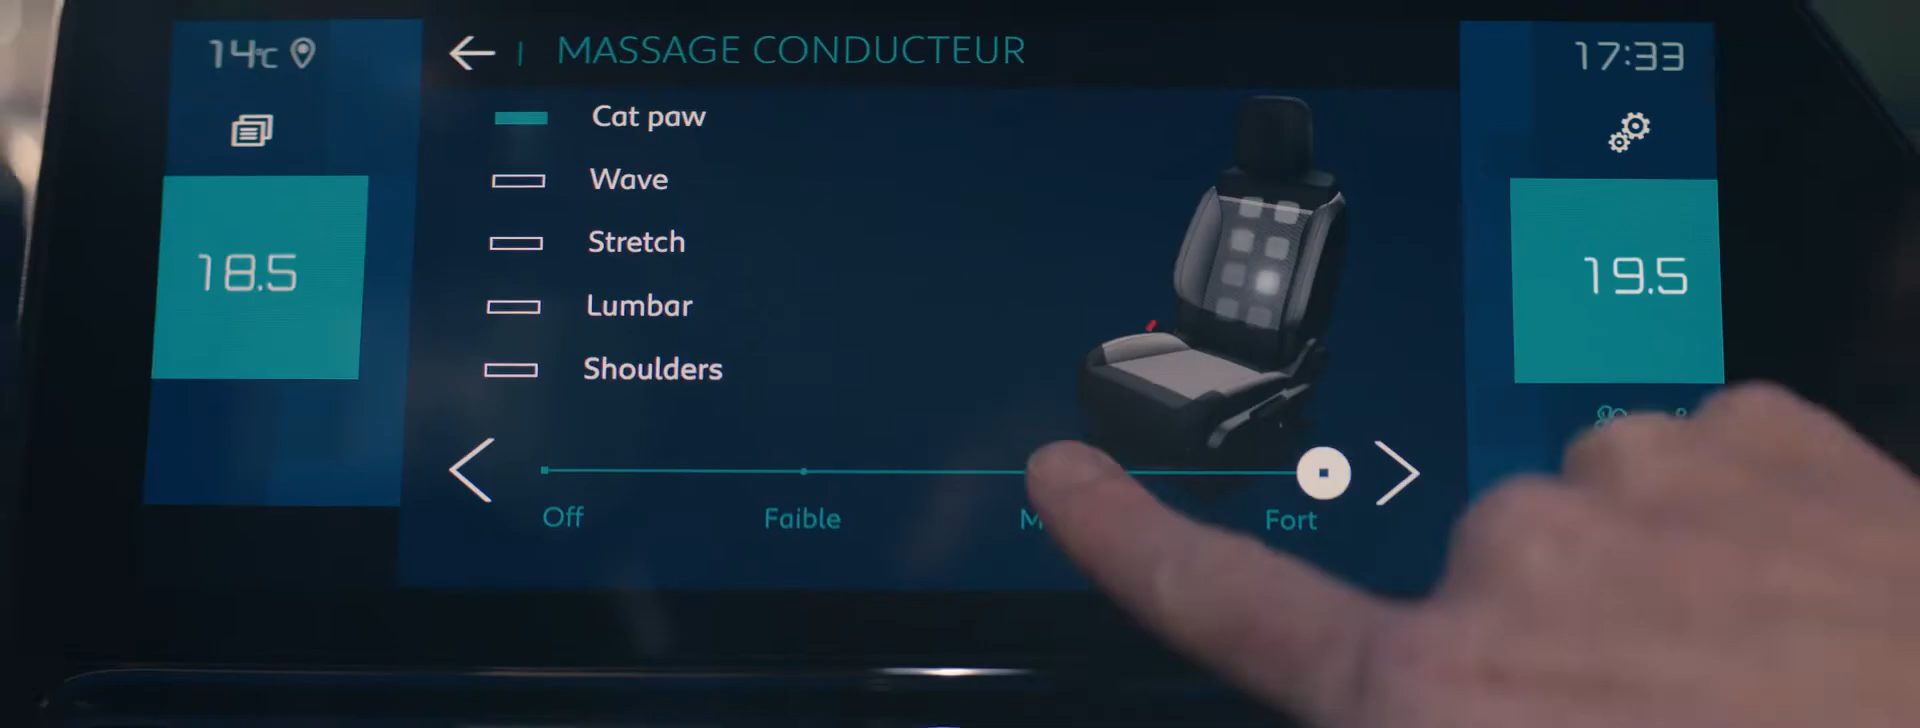 14°C
MASSAGE CONDUCTEUR
17:33
Cat paw
Wave
Stretch
Lumbar
Shoulders
18.5
19.5
Off
Faible
Fort